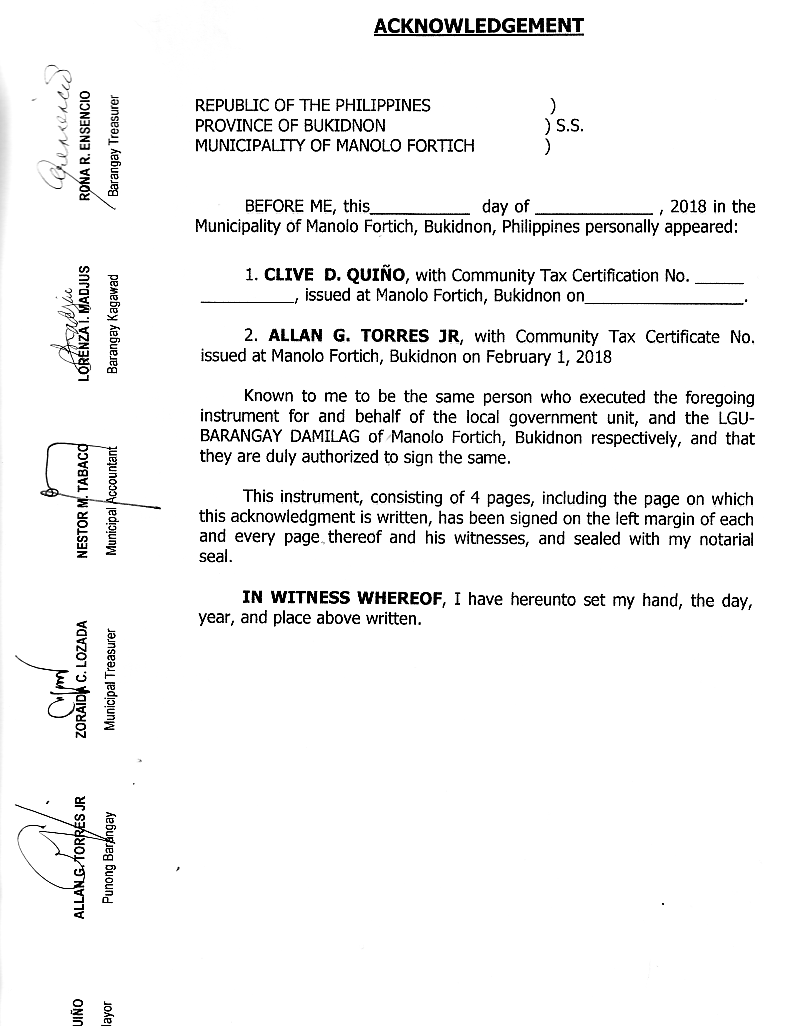 ACKNOWLEDGEMENT
REPUBLIC OF THE PHILIPPINES )
PROVINCE OF BUKIDNON ) S.S.
MUNICIPALITY OF MANOLO FORTICH )
BEFORE ME, this__________ day of ____________ , 2018 in the
Municipality of Manolo Fortich, Bukidnon, Philippines personally appeared:
1. CLIVE D. QUIÑO, with Community Tax Certification No. _____
__________, issued at Manolo Fortich, Bukidnon on________________.
2. ALLAN G. TORRES JR, with Community Tax Certificate No.
issued at Manolo Fortich, Bukidnon on February 1, 2018
Known to me to be the same person who executed the foregoing
instrument for and behalf of the local government unit, and the LGU-
BARANGAY DAMILAG of Manolo Fortich, Bukidnon respectively, and that
they are duly authorized to sign the same.
This instrument, consisting of 4 pages, including the page on which
this acknowledgment is written, has been signed on the left margin of each
and every page thereof and his witnesses, and sealed with my notarial
seal.
IN WITNESS WHEREOF, I have hereunto set my hand, the day,
year, and place above written.
RONA R. ENSENCIO
Barangay Treasurer
LORENZA I. MADJUS
Barangay Kagawad
NESTOR M. TABACO
Municipal Accountant
ZORAIDA C. LOZADA
Municipal Treasurer
ALLAN G. TORRES JR
Punong Barangay
UIÑO
layor